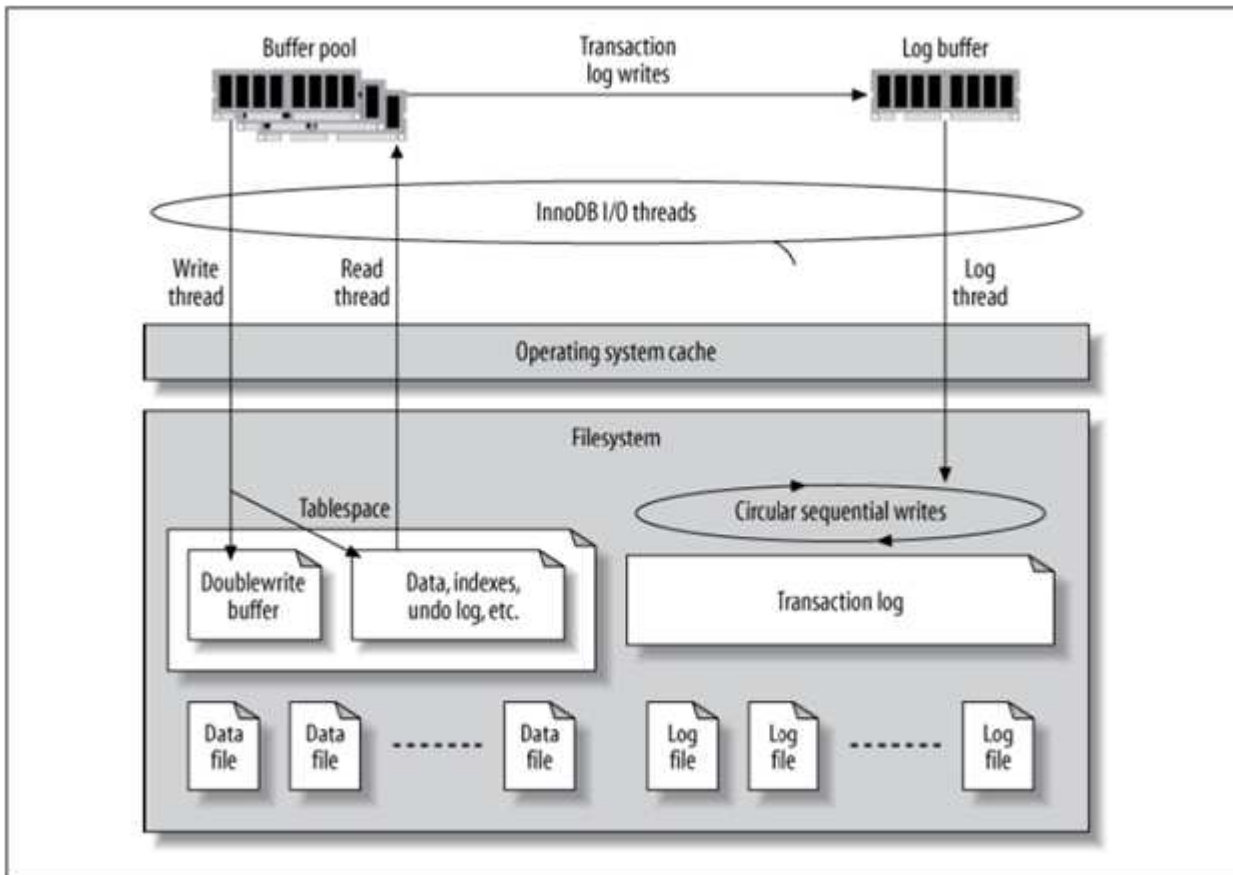 Buffer pool
Transaction
log writes
Log buffer
InnoDB I/O threads
Write
thread
Read
thread
Log
thread
Operating system cache
Filesystem
Tablespace
Circular sequential writes
Doublewrite
buffer
Data, indexes,
undo log, etc.
Transaction log
Data
file
Data
file
Data
file
Log
file
Log
file
Log
file